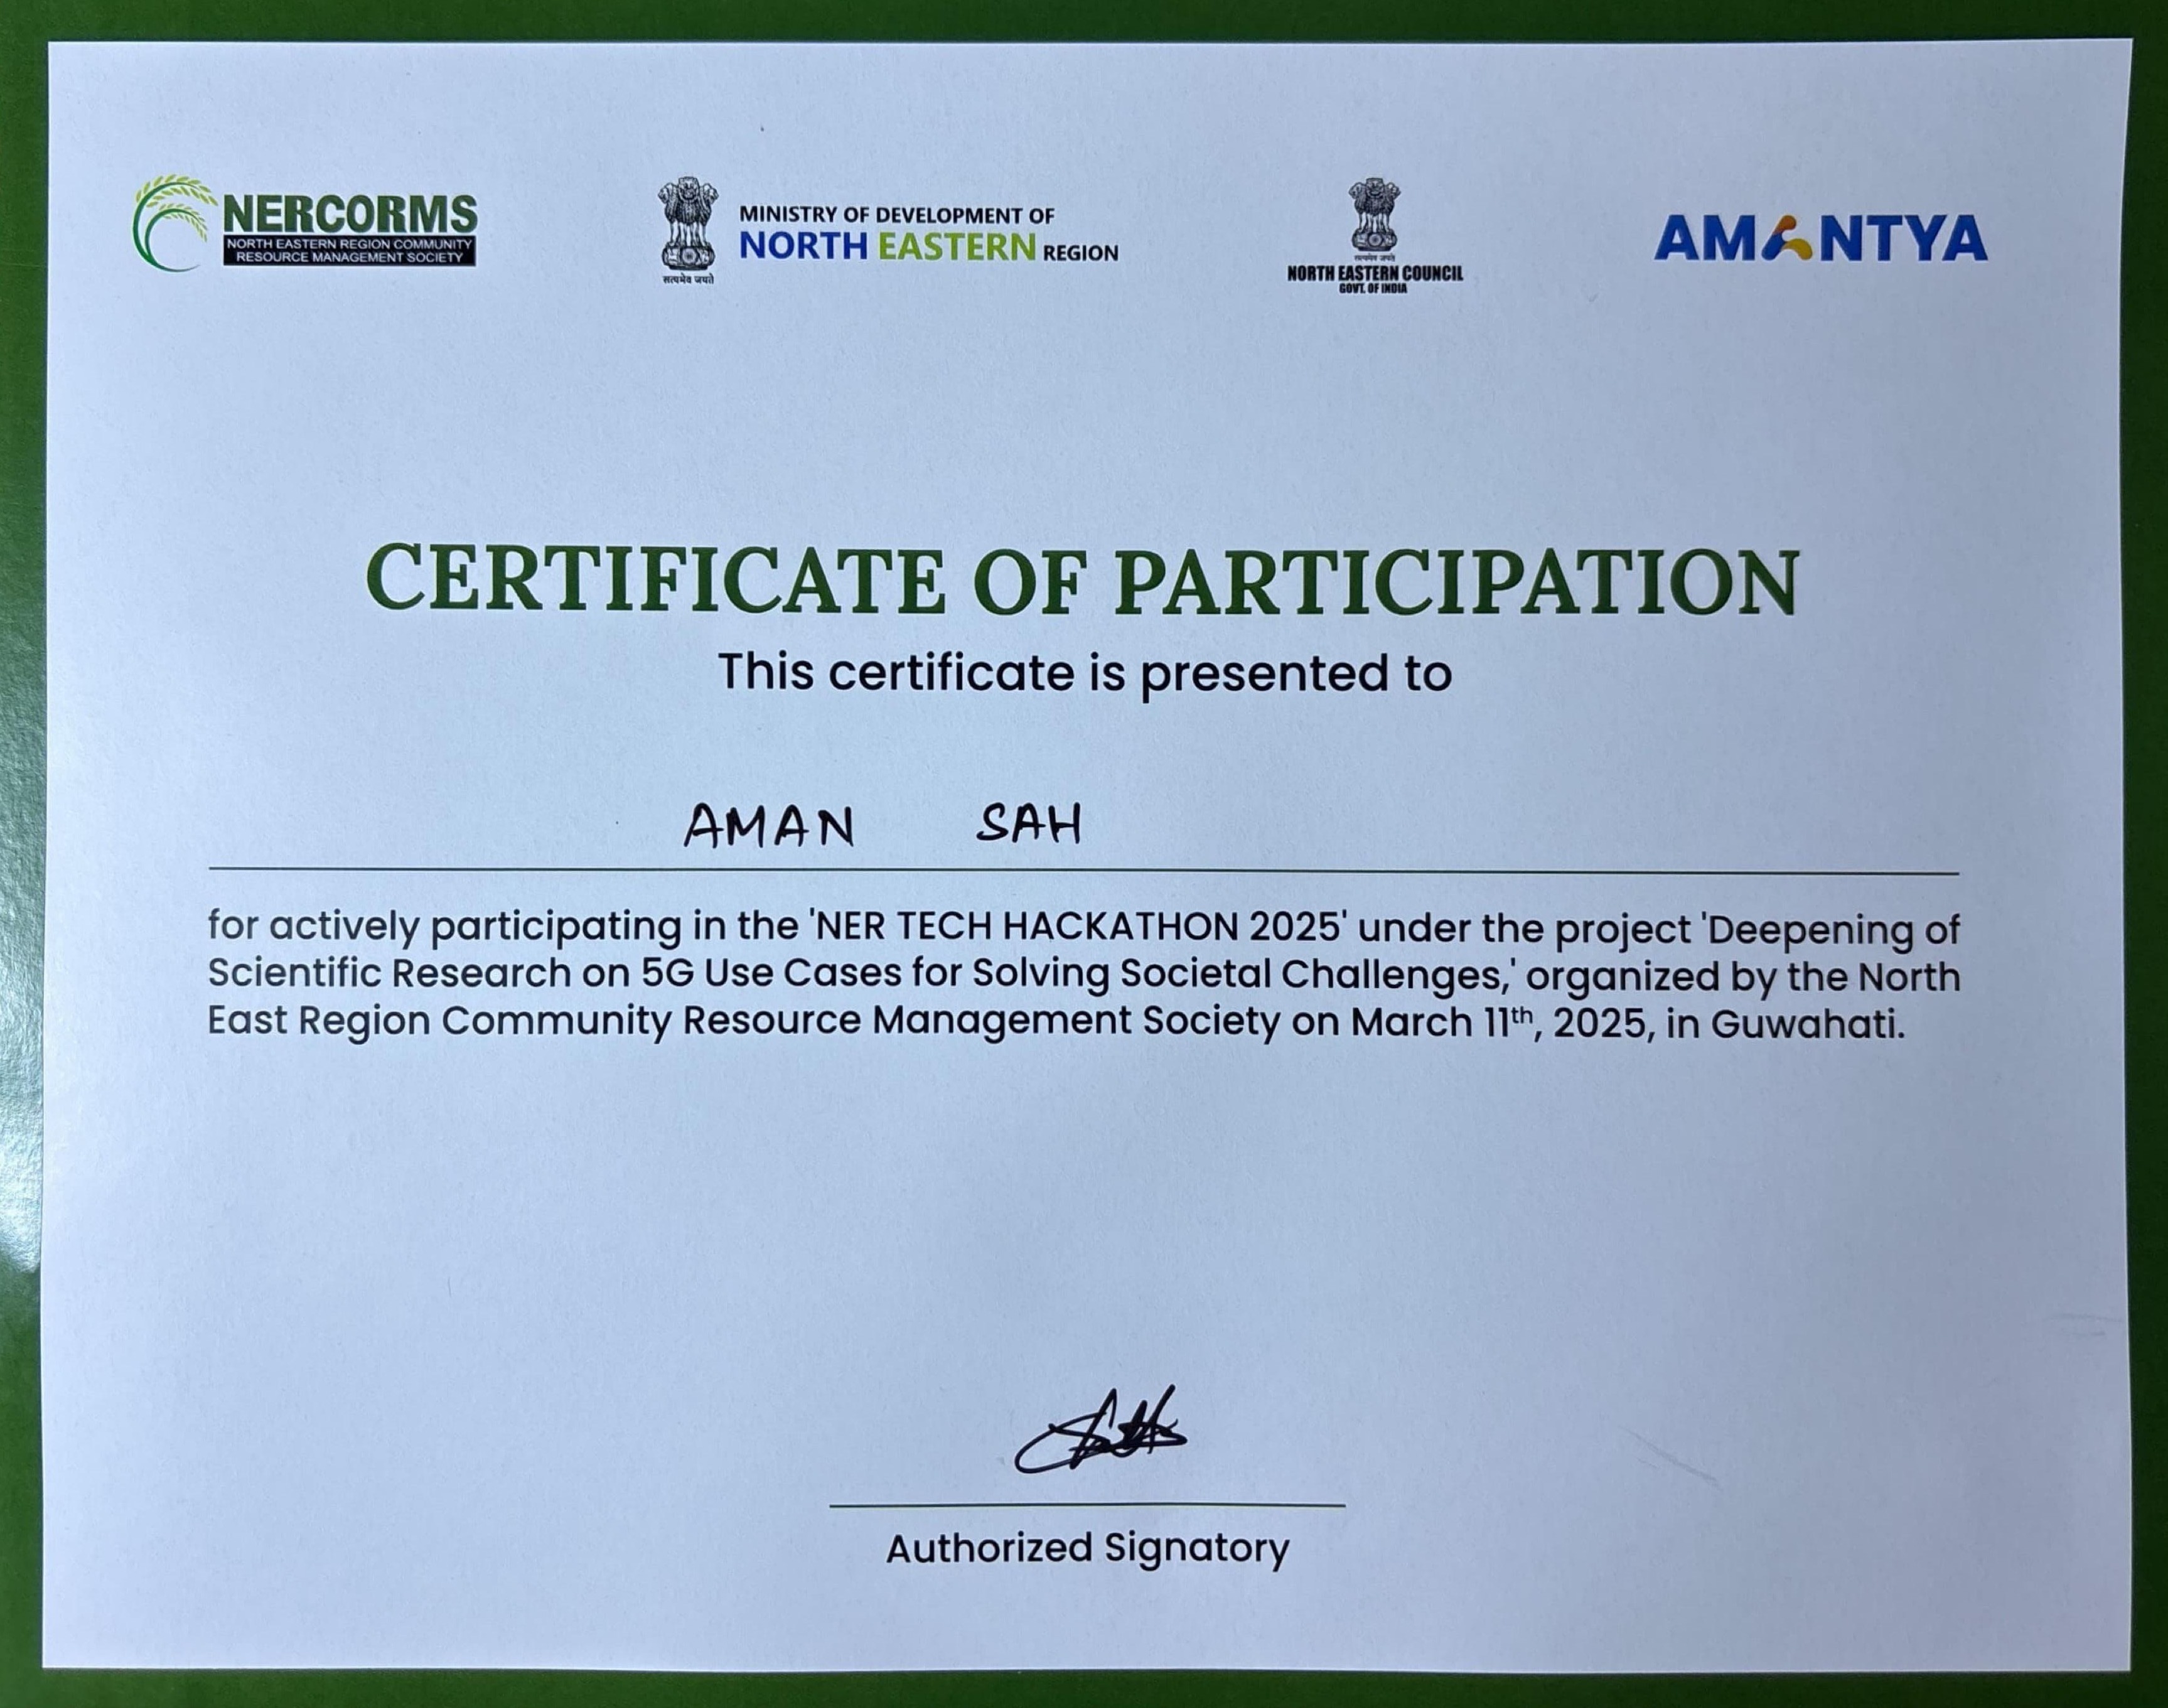 NERCORMS
NORTH EASTERN REGION COMMUNITY
RESOURCE MANAGEMENT SOCIETY
सत्यमेव जयते
MINISTRY OF DEVELOPMENT OF
NORTH EASTERN REGION
सत्यमेव जयते
NORTH EASTERN COUNCIL
GOVT. OF INDIA
AMANTYA
CERTIFICATE OF PARTICIPATION
This certificate is presented to
AMAN SAH
for actively participating in the 'NER TECH HACKATHON 2025' under the project 'Deepening of
Scientific Research on 5G Use Cases for Solving Societal Challenges,' organized by the North
East Region Community Resource Management Society on March 11th, 2025, in Guwahati.
Authorized Signatory